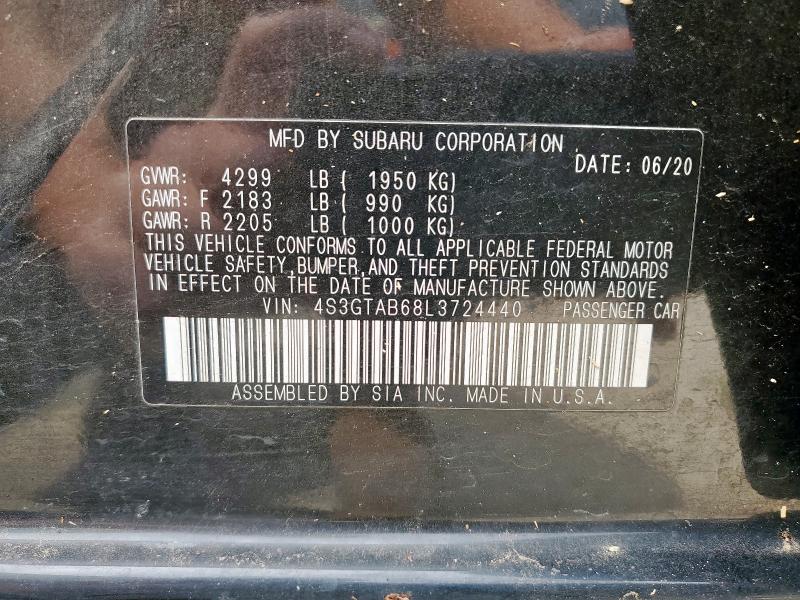 MFD BY SUBARU CORPORATION
DATE: 06/20
GVWR: 4299 LB ( 1950 KG)
GAWR: F 2183 LB ( 990 KG)
GAWR: R 2205 LB ( 1000 KG)
THIS VEHICLE CONFORMS TO ALL APPLICABLE FEDERAL MOTOR
VEHICLE SAFETY, BUMPER, AND THEFT PREVENTION STANDARDS
IN EFFECT ON THE DATE OF MANUFACTURE SHOWN ABOVE.
VIN: 4S3GTAB68L3724440 PASSENGER CAR
ASSEMBLED BY SIA INC. MADE IN U.S.A.